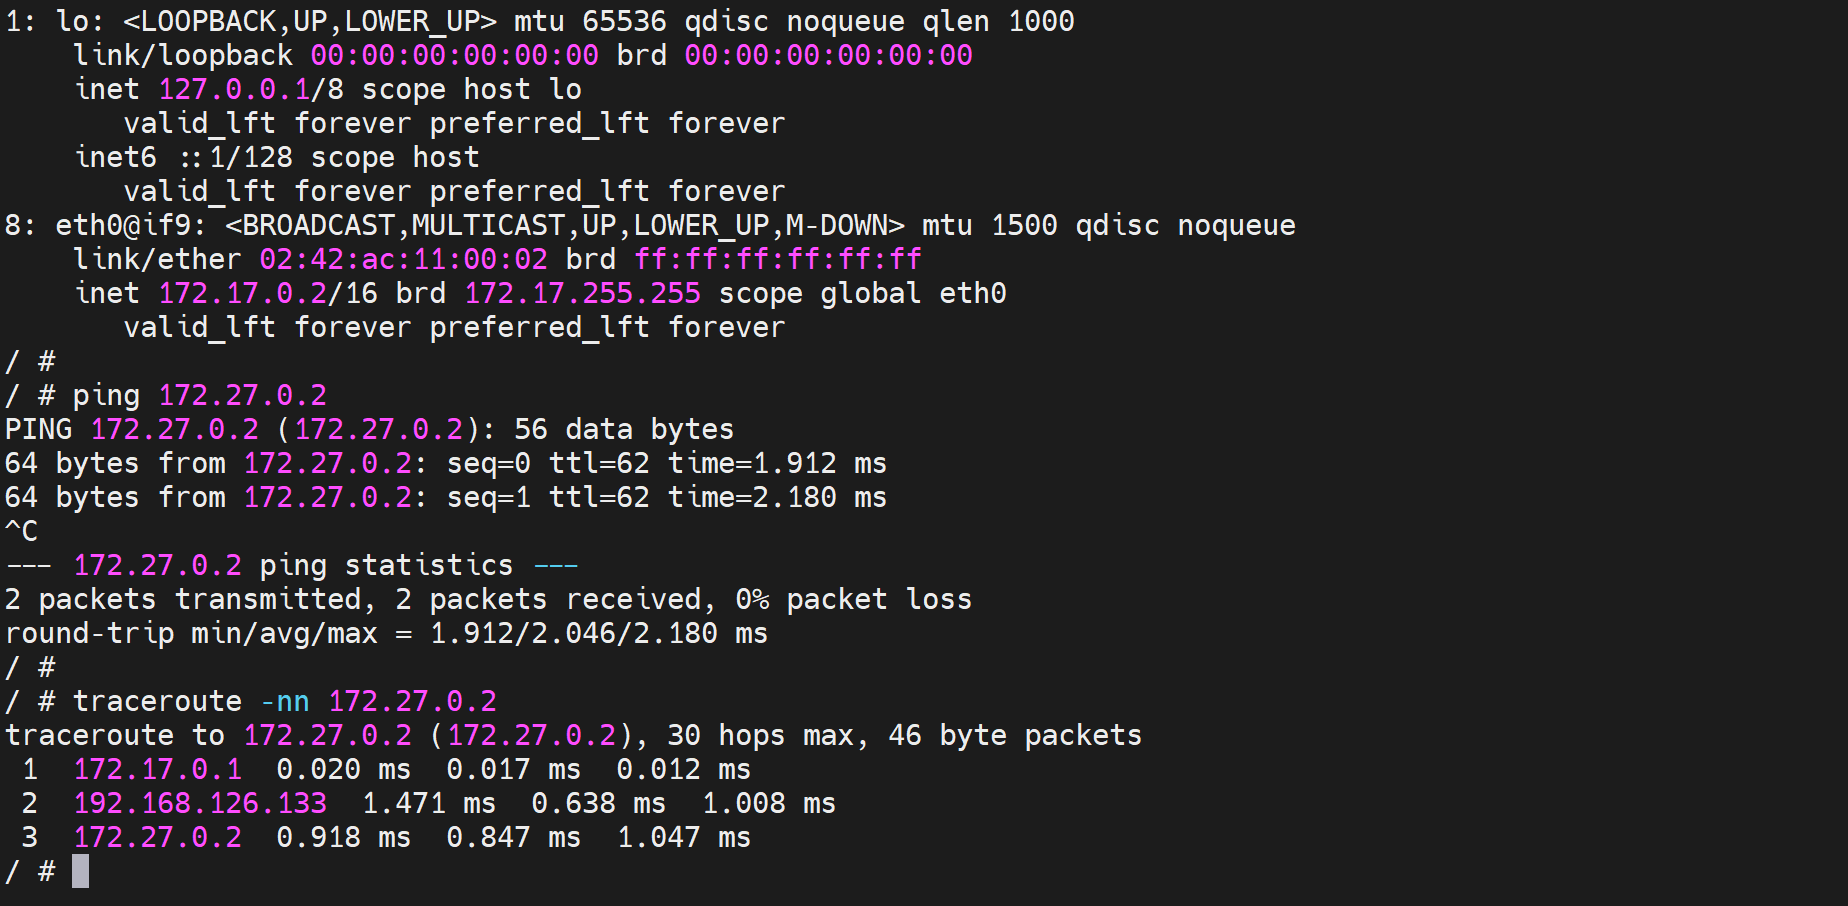 1: lo: <LOOPBACK,UP,LOWER_UP> mtu 65536 qdisc noqueue qlen 1000
    link/loopback 00:00:00:00:00:00 brd 00:00:00:00:00:00
    inet 127.0.0.1/8 scope host lo
       valid_lft forever preferred_lft forever
    inet6 ::1/128 scope host
       valid_lft forever preferred_lft forever
8: eth0@if9: <BROADCAST,MULTICAST,UP,LOWER_UP,M-DOWN> mtu 1500 qdisc noqueue
    link/ether 02:42:ac:11:00:02 brd ff:ff:ff:ff:ff:ff
    inet 172.17.0.2/16 brd 172.17.255.255 scope global eth0
       valid_lft forever preferred_lft forever
/ #
/ # ping 172.27.0.2
PING 172.27.0.2 (172.27.0.2): 56 data bytes
64 bytes from 172.27.0.2: seq=0 ttl=62 time=1.912 ms
64 bytes from 172.27.0.2: seq=1 ttl=62 time=2.180 ms
^C
--- 172.27.0.2 ping statistics ---
2 packets transmitted, 2 packets received, 0% packet loss
round-trip min/avg/max = 1.912/2.046/2.180 ms
/ #
/ # traceroute -nn 172.27.0.2
traceroute to 172.27.0.2 (172.27.0.2), 30 hops max, 46 byte packets
 1  172.17.0.1  0.020 ms  0.017 ms  0.012 ms
 2  192.168.126.133  1.471 ms  0.638 ms  1.008 ms
 3  172.27.0.2  0.918 ms  0.847 ms  1.047 ms
/ #